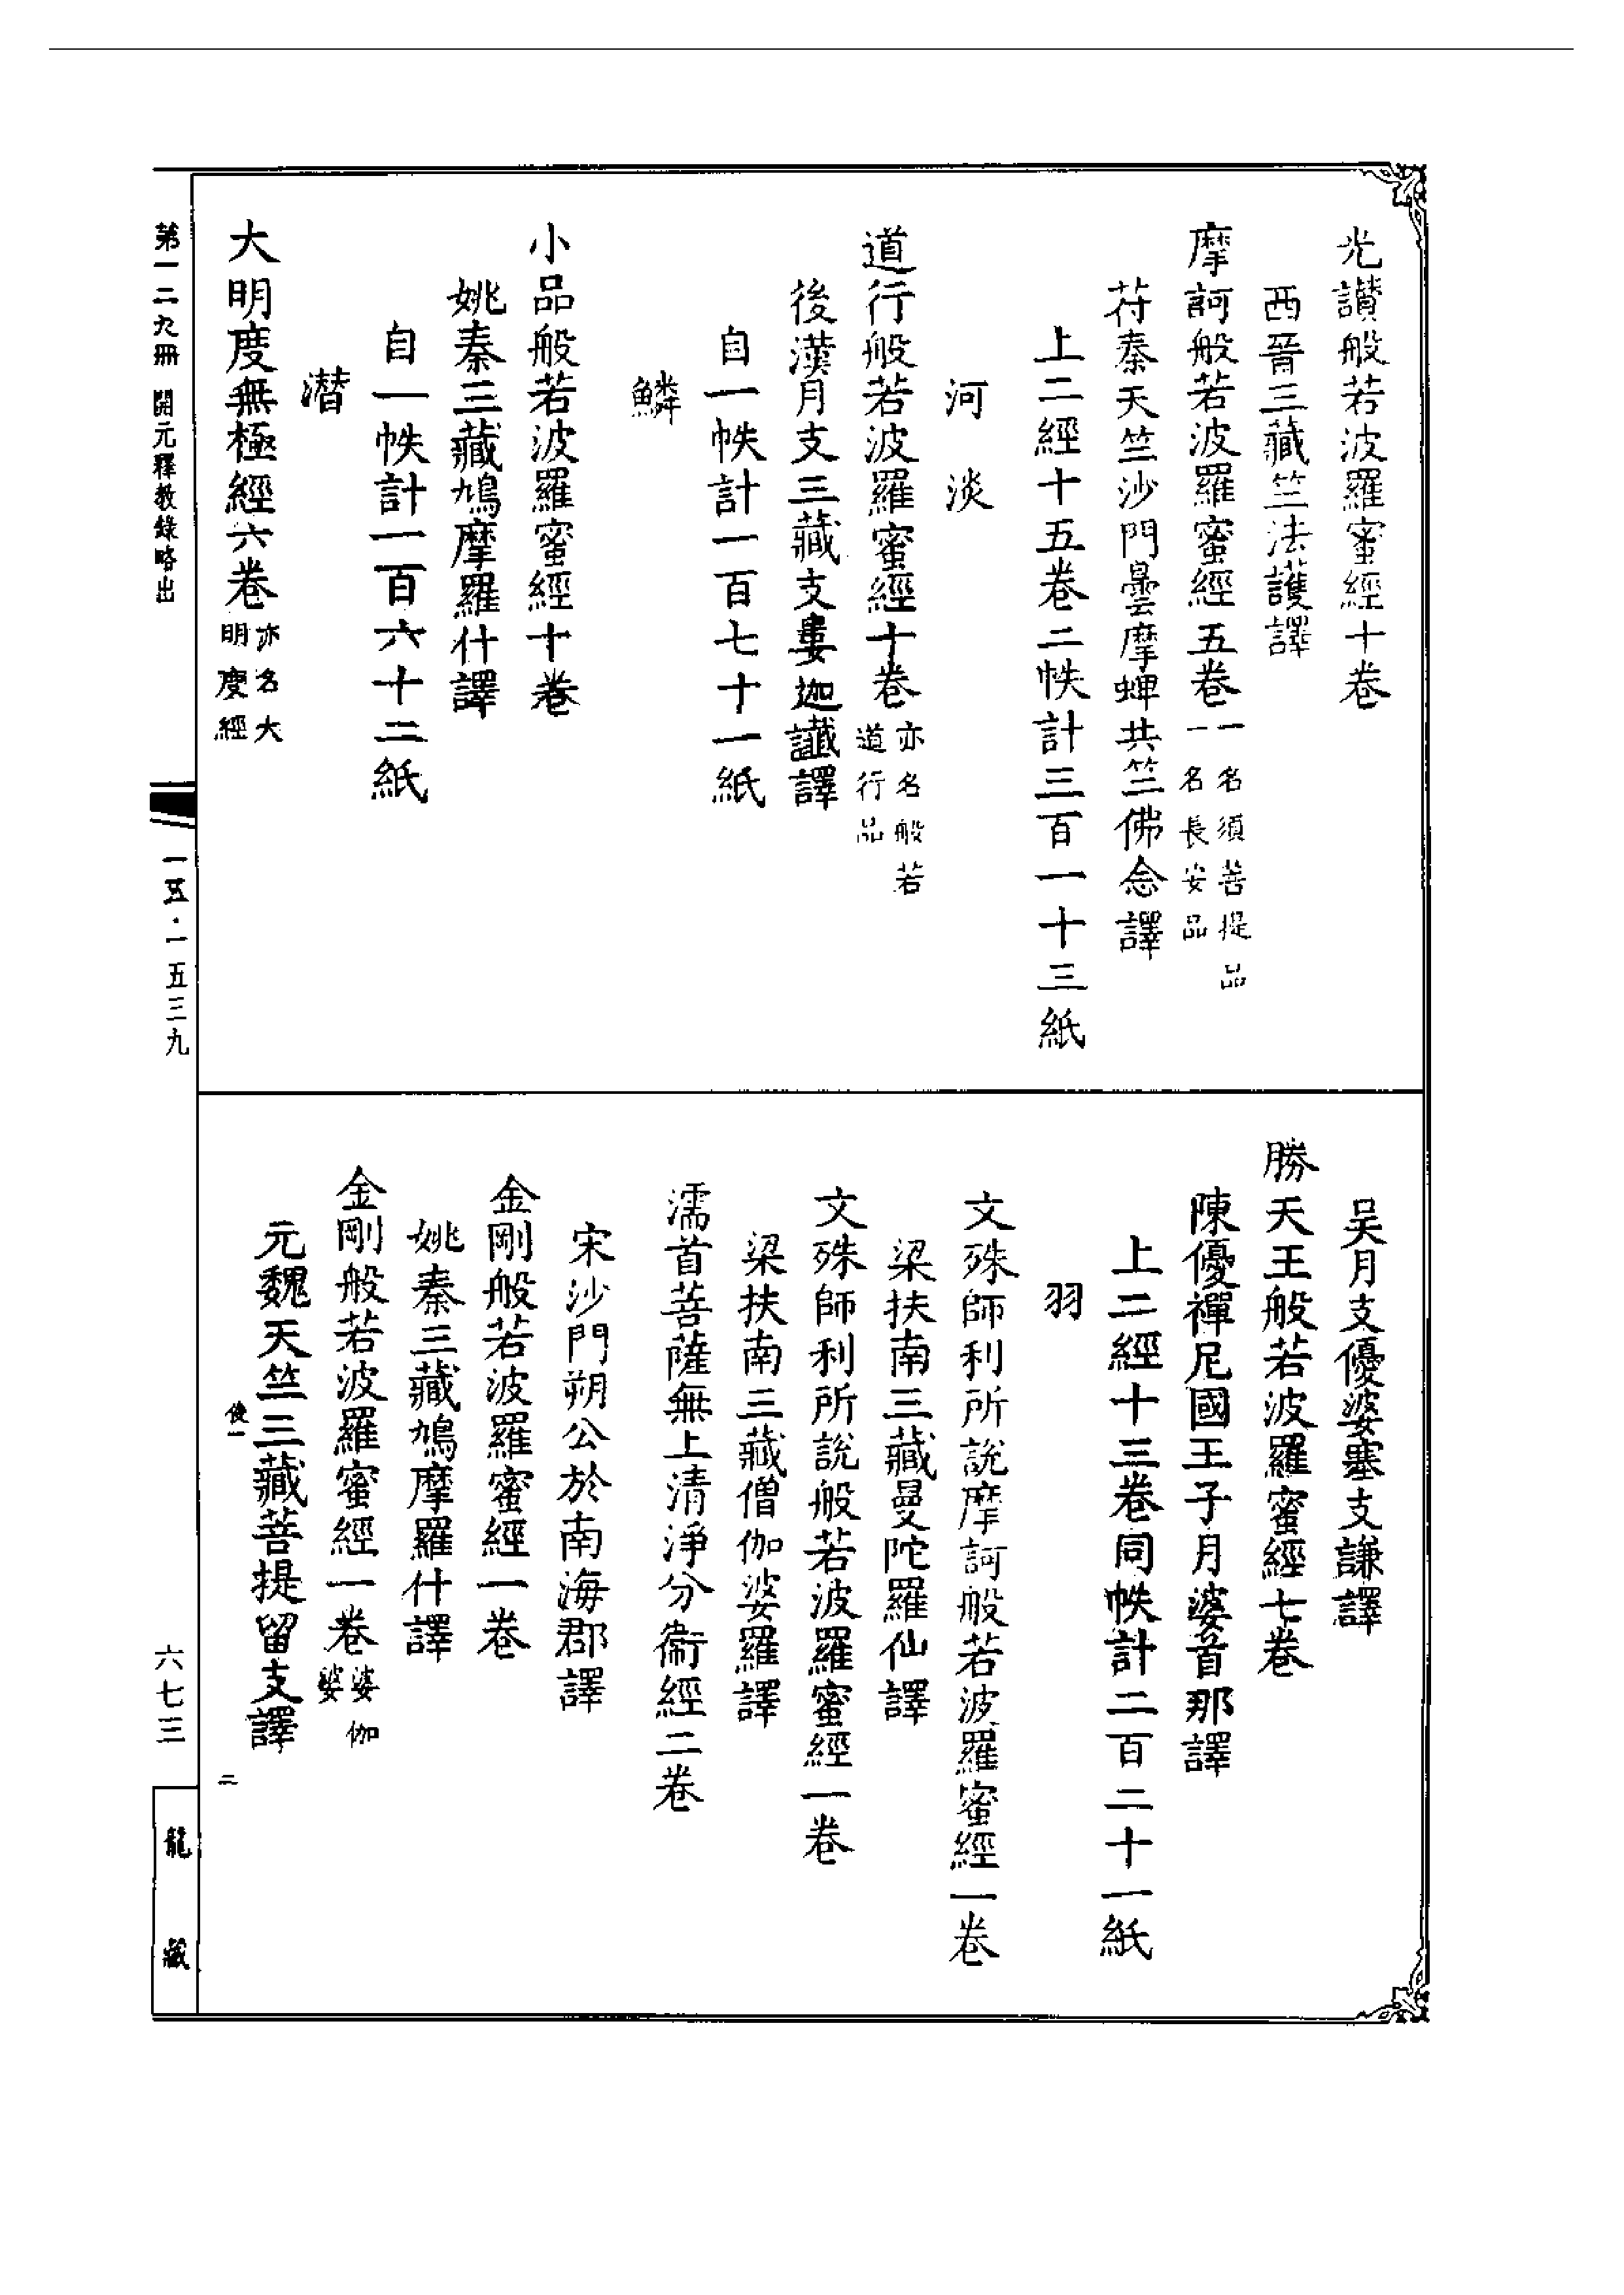 光讃般若波羅蜜經十卷
西晉三藏竺法護譯
摩訶般若波羅蜜經五卷一名須菩提品一名長安品
苻秦天竺沙門曇摩蜱共竺佛念譯
上二經十五卷二帙計三百一十三紙
河 淡
道行般若波羅蜜經十卷亦名般若道行品
後漢月支三藏支婁迦讖譯
自一帙計一百七十一紙
鱗
小品般若波羅蜜經十卷
姚秦三藏鳩摩羅什譯
自一帙計一百六十二紙
潛
大明度無極經六卷亦名大明度經
吳月支優婆塞支謙譯
勝天王般若波羅蜜經七卷
陳優禪尼國王子月婆首那譯
上二經十三卷同帙計二百二十一紙
羽
文殊師利所說摩訶般若波羅蜜經一卷
梁扶南三藏曼陀羅仙譯
文殊師利所說般若波羅蜜經一卷
梁扶南三藏僧伽婆羅譯
濡首菩薩無上清淨分衞經二卷
宋沙門朔公於南海郡譯
金剛般若波羅蜜經一卷
姚秦三藏鳩摩羅什譯
金剛般若波羅蜜經一卷婆伽婆
元魏天竺三藏菩提留支譯
二
第一二九冊 開元釋教錄略出
一五三九
六七三
龍藏